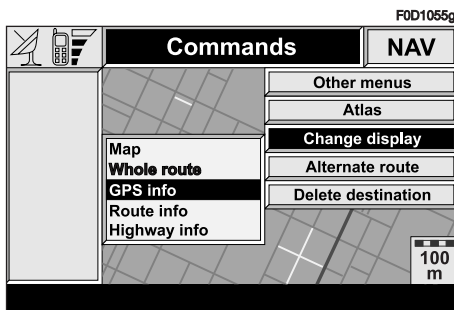 F0D1055g
Commands
NAV
Other menus
Atlas
Change display
Alternate route
Delete destination
Map
Whole route
GPS info
Route info
Highway info
100
m